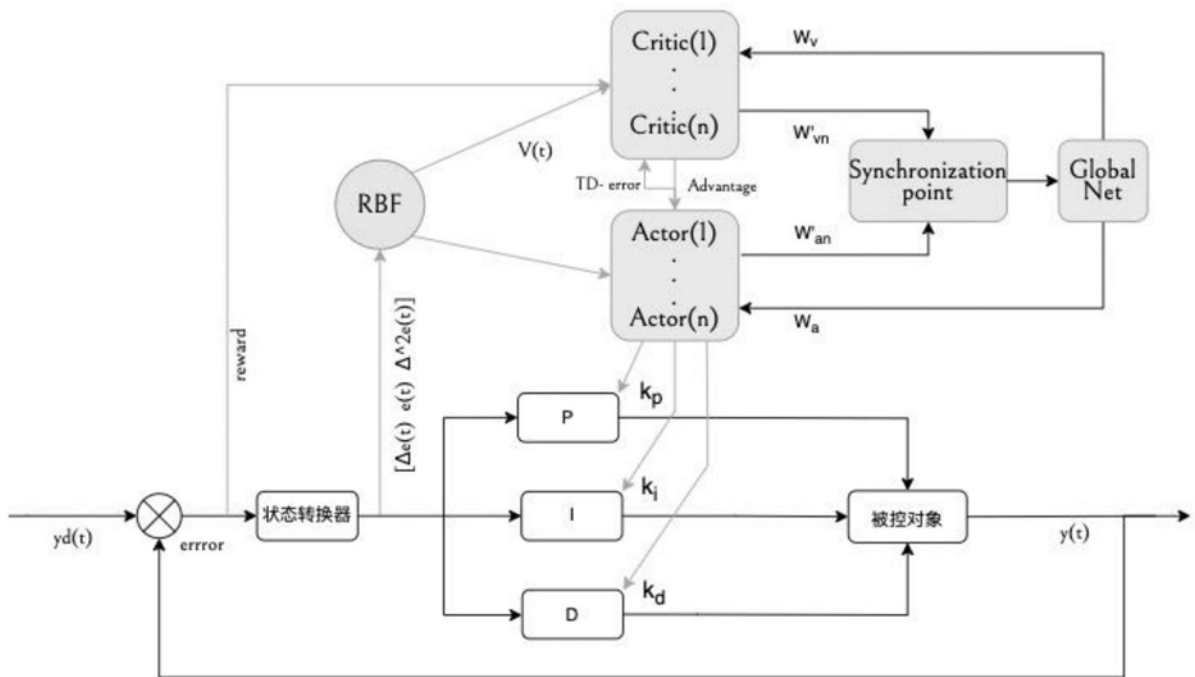 Critic(1)
Critic(n)
Wv
W'vn
V(t)
TD- error
Advantage
Synchronization
point
Global
Net
RBF
Actor(1)
Actor(n)
W'an
Wa
reward
[Δe(t) e(t) Δ^2e(t)]
kp
P
ki
I
kd
D
yd(t)
errror
状态转换器
被控对象
y(t)